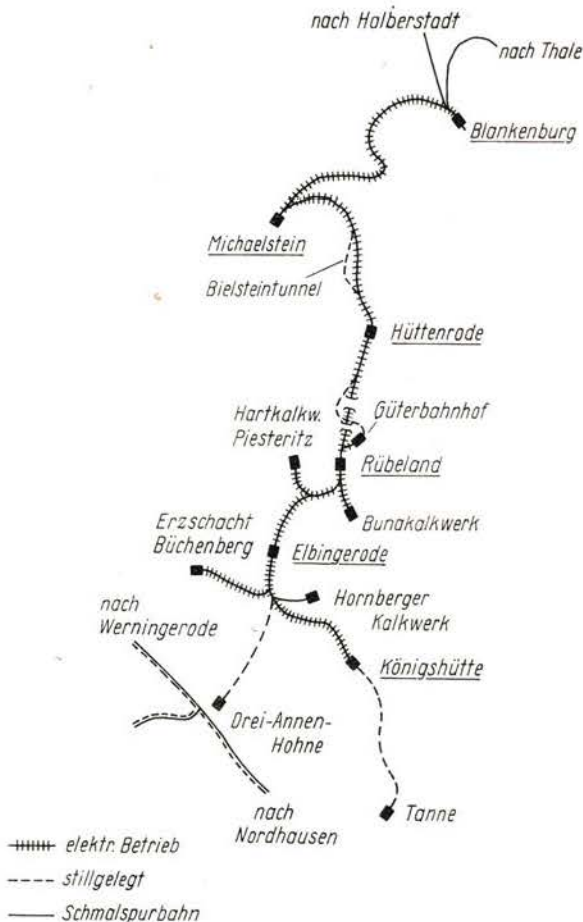 nach Halberstadt
nach Thale
Blankenburg
Michaelstein
Bielsteintunnel
Hüttenrode
Güterbahnhof
Hartkalkw.
Piesteritz
Rübeland
Bunakalkwerk
Erzschacht
Büchenberg
Elbingerode
Hornberger
Kalkwerk
nach
Werningerode
Königshütte
Drei-Annen-
Hohne
nach
Nordhausen
Tanne
elektr. Betrieb
stillgelegt
Schmalspurbahn